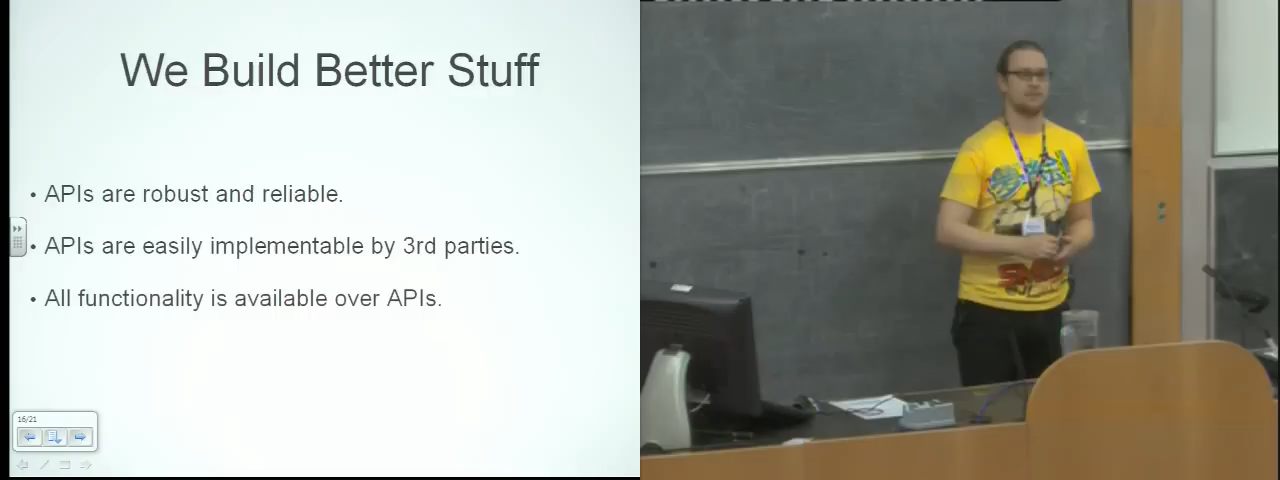 We Build Better Stuff
• APIs are robust and reliable.
• APIs are easily implementable by 3rd parties.
• All functionality is available over APIs.
16/21